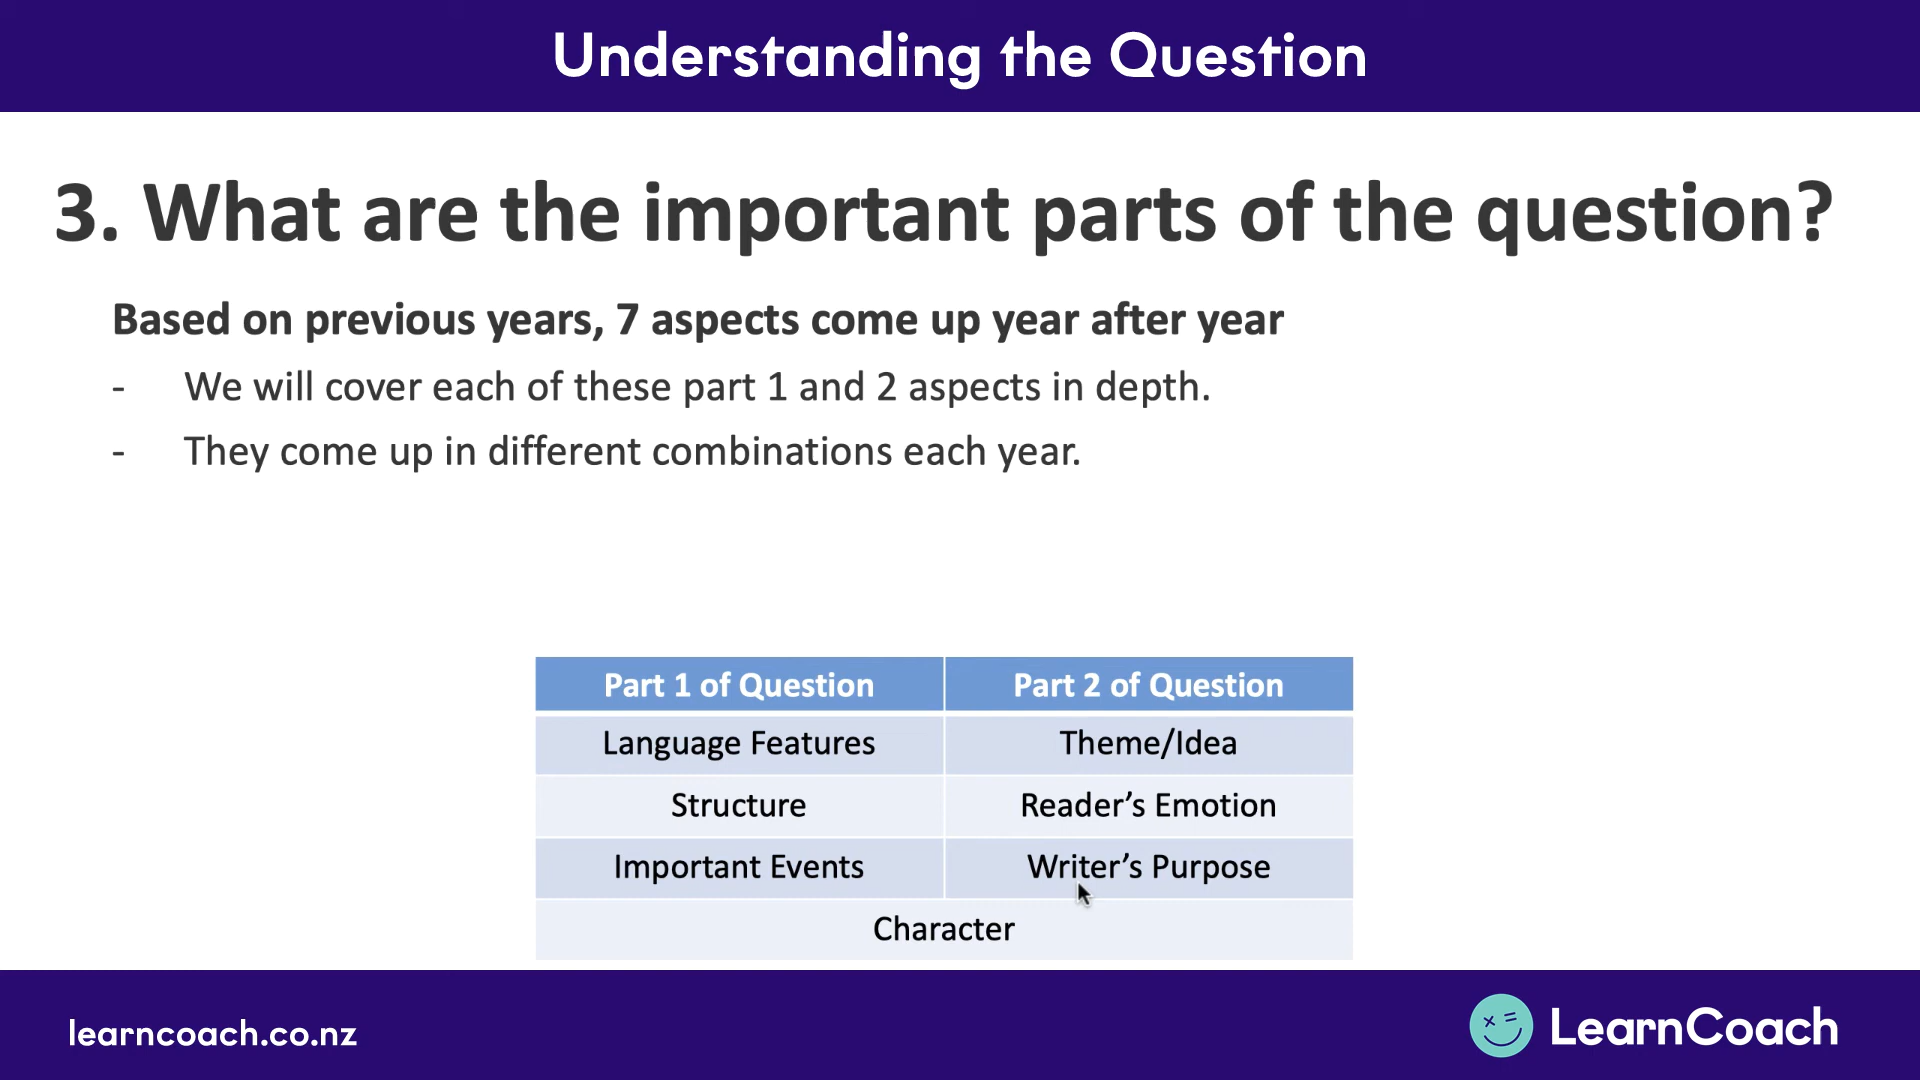 Understanding the Question
3. What are the important parts of the question?
Based on previous years, 7 aspects come up year after year
- We will cover each of these part 1 and 2 aspects in depth.
- They come up in different combinations each year.
Part 1 of Question Part 2 of Question
Language Features Theme/Idea
Structure Reader’s Emotion
Important Events Writer’s Purpose
Character
learncoach.co.nz
LearnCoach